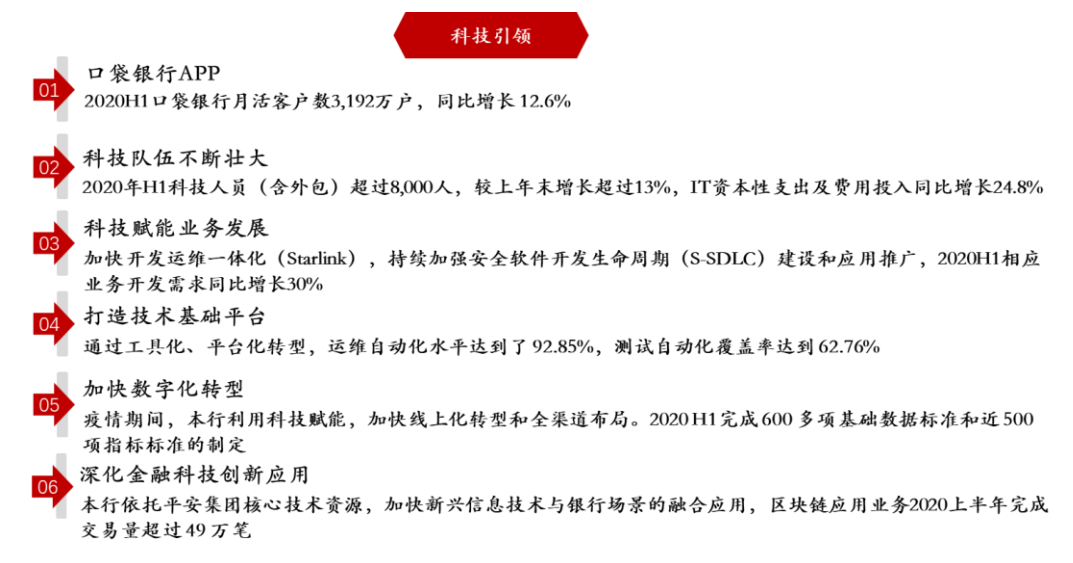 科技引领
01
口袋银行APP
2020H1口袋银行月活客户数3,192万户，同比增长12.6%
02
科技队伍不断壮大
2020年H1科技人员（含外包）超过8,000人，较上年末增长超过13%，IT资本性支出及费用投入同比增长24.8%
03
科技赋能业务发展
加快开发运维一体化（Starlink），持续加强安全软件开发生命周期（S-SDLC）建设和应用推广，2020H1相应
业务开发需求同比增长30%
04
打造技术基础平台
通过工具化、平台化转型，运维自动化水平达到了92.85%，测试自动化覆盖率达到62.76%
05
加快数字化转型
疫情期间，本行利用科技赋能，加快线上化转型和全渠道布局。2020 H1完成600 多项基础数据标准和近500
项指标标准的制定
06
深化金融科技创新应用
本行依托平安集团核心技术资源，加快新兴信息技术与银行场景的融合应用，区块链应用业务2020上半年完成
交易量超过49 万笔